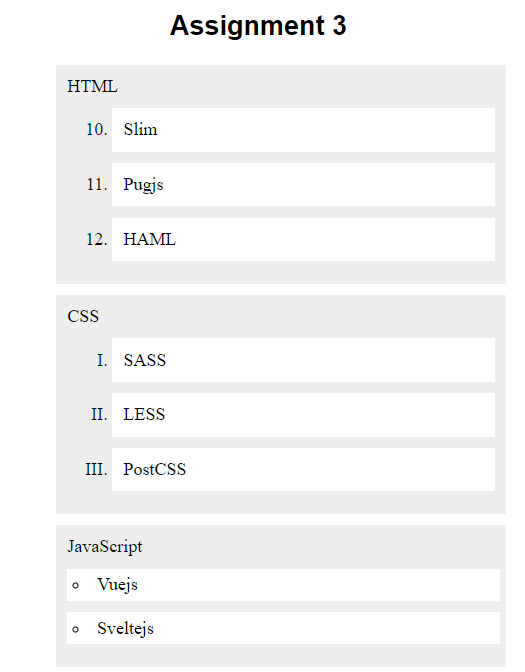 Assignment 3
HTML
10. Slim
11. Pugjs
12. HAML
CSS
I. SASS
II. LESS
III. PostCSS
JavaScript
Vuejs
Sveltejs